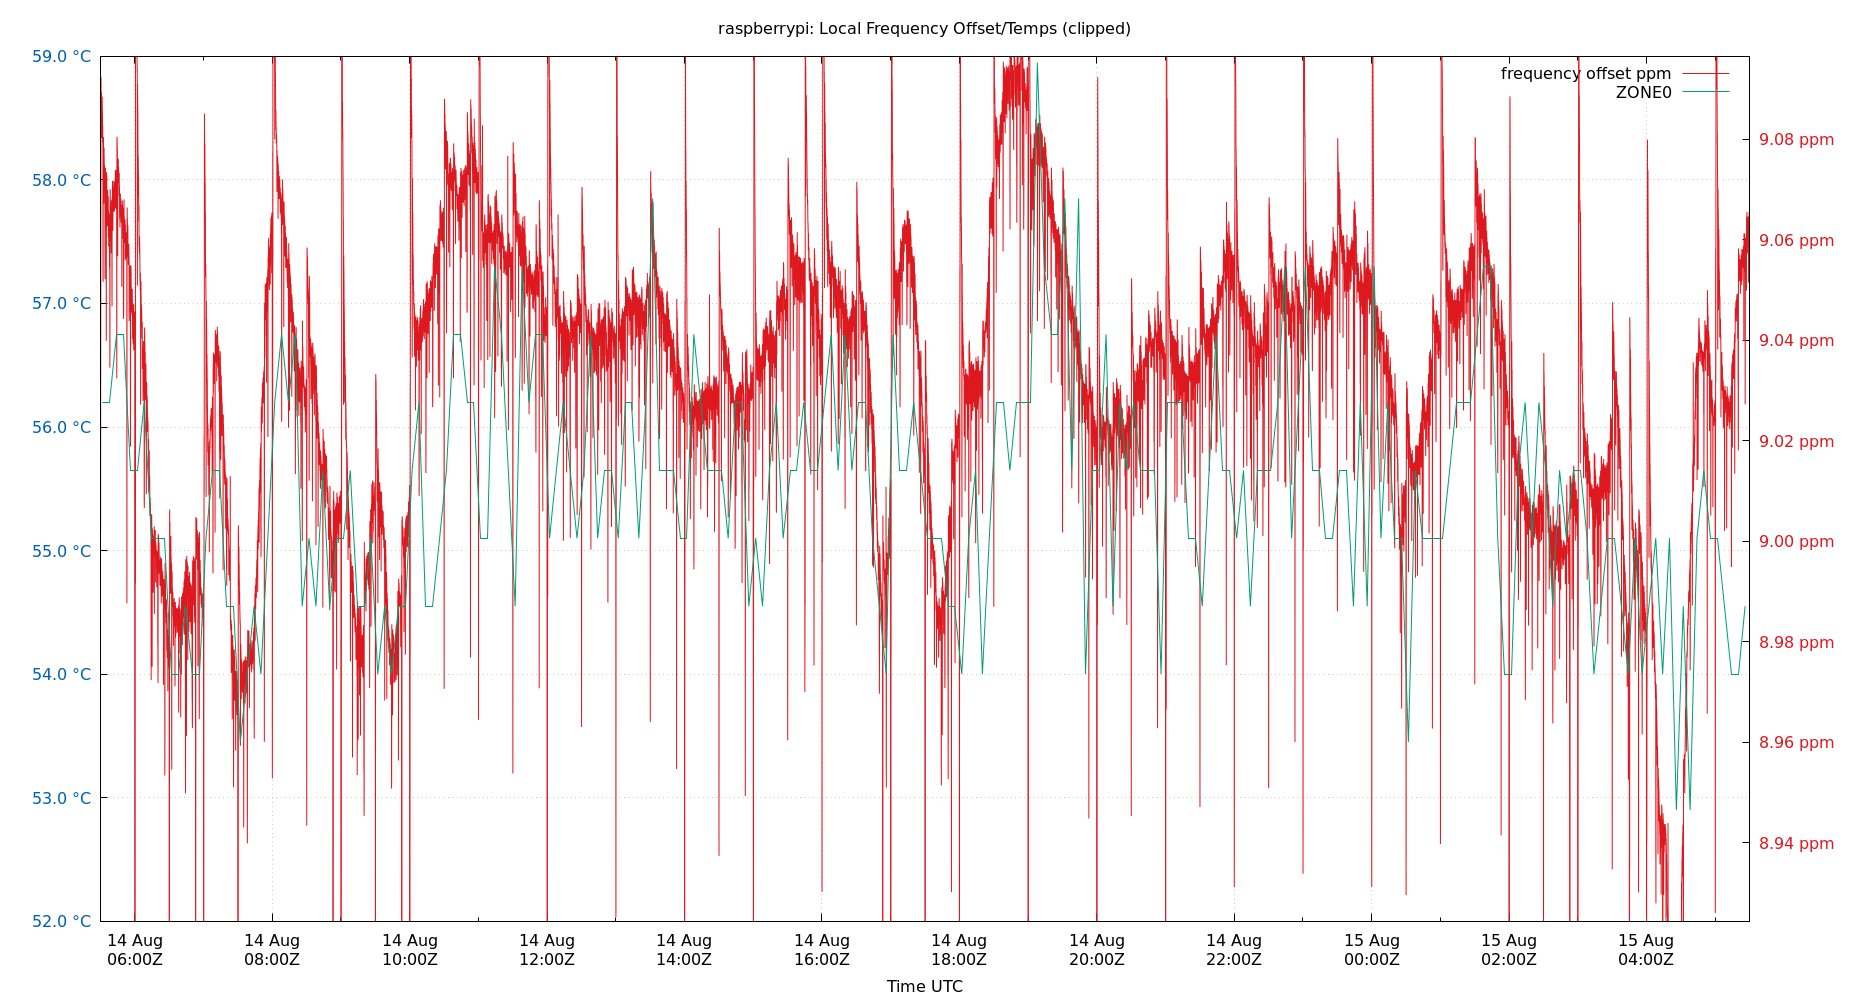 raspberrypi: Local Frequency Offset/Temps (clipped)
59.0 °C
58.0 °C
57.0 °C
56.0 °C
55.0 °C
54.0 °C
53.0 °C
52.0 °C
frequency offset ppm
ZONE0
9.08 ppm
9.06 ppm
9.04 ppm
9.02 ppm
9.00 ppm
8.98 ppm
8.96 ppm
8.94 ppm
14 Aug 14 Aug 14 Aug 14 Aug 14 Aug 14 Aug 14 Aug 14 Aug 14 Aug 15 Aug 15 Aug 15 Aug
06:00Z 08:00Z 10:00Z 12:00Z 14:00Z 16:00Z 18:00Z 20:00Z 22:00Z 00:00Z 02:00Z 04:00Z
Time UTC